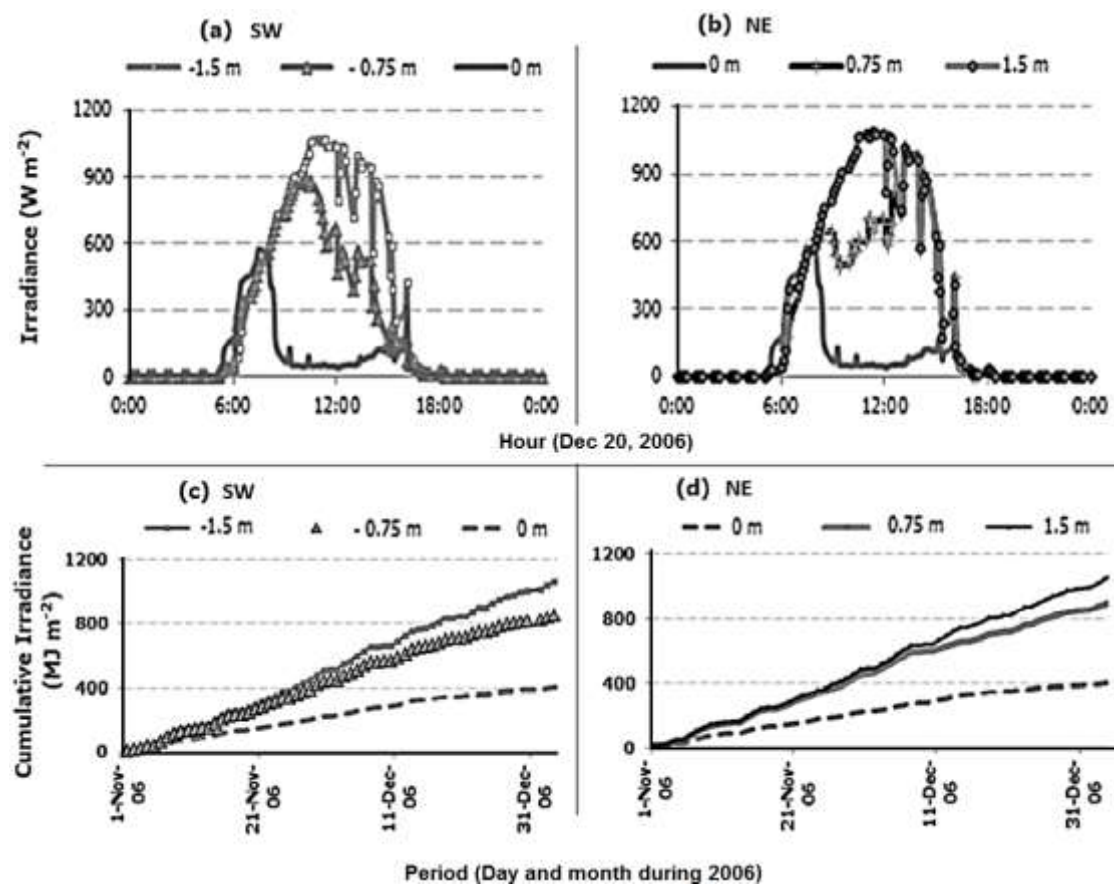 (a) SW
-1.5 m - 0.75 m 0 m
Irradiance (W m-2)
1200
900
600
300
0
0:00 6:00 12:00 18:00 0:00
(b) NE
0 m 0.75 m 1.5 m
1200
900
600
300
0
0:00 6:00 12:00 18:00 0:00
Hour (Dec 20, 2006)
(c) SW
-1.5 m - 0.75 m 0 m
Cumulative Irradiance
(MJ m-2)
1200
800
400
0
1-Nov-
06
21-Nov-
06
11-Dec-
06
31-Dec-
06
(d) NE
0 m 0.75 m 1.5 m
1200
800
400
0
1-Nov-
06
21-Nov-
06
11-Dec-
06
31-Dec-
06
Period (Day and month during 2006)